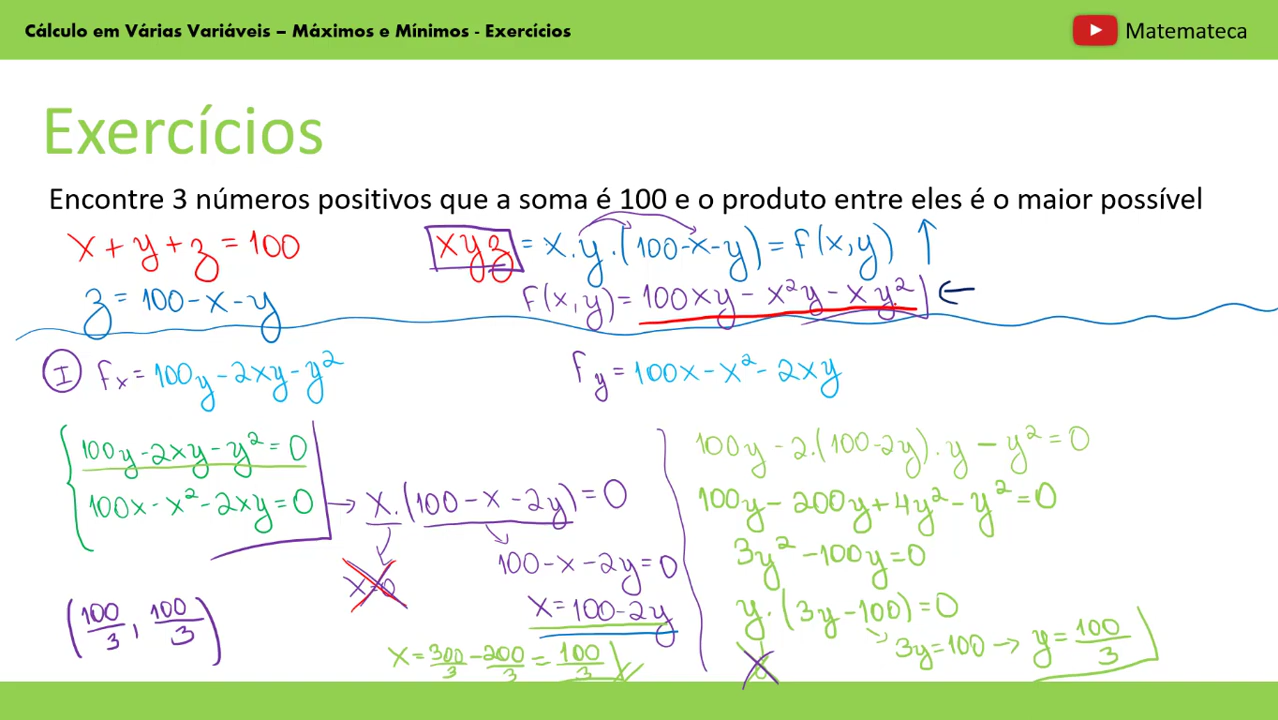 Cálculo em Várias Variáveis – Máximos e Mínimos - Exercícios
Matemateca
Exercícios
Encontre 3 números positivos que a soma é 100 e o produto entre eles é o maior possível
x + y + z = 100
xyz = x.y.(100-x-y) = f(x,y) ↑
z = 100-x-y
f(x,y) = 100xy - x²y - xy² ←
I fx = 100y - 2xy - y²
fy = 100x - x² - 2xy
100y - 2xy - y² = 0
100x - x² - 2xy = 0
→ x.(100 - x - 2y) = 0
x=0
100 - x - 2y = 0
x = 100 - 2y
x = 300/3 - 200/3 = 100/3
(100/3, 100/3)
100y - 2.(100-2y).y - y² = 0
100y - 200y + 4y² - y² = 0
3y² - 100y = 0
y.(3y - 100) = 0
3y = 100 → y = 100/3